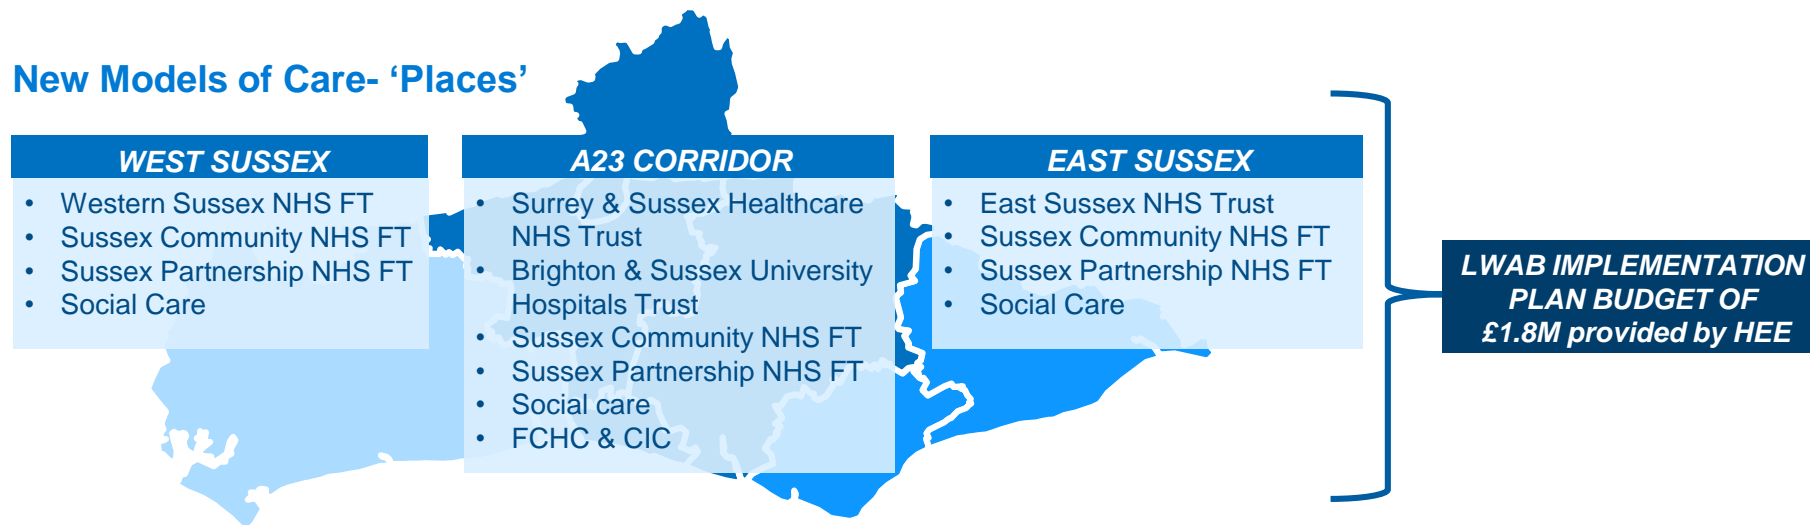 New Models of Care- ‘Places’
WEST SUSSEX
• Western Sussex NHS FT
• Sussex Community NHS FT
• Sussex Partnership NHS FT
• Social Care
A23 CORRIDOR
• Surrey & Sussex Healthcare
NHS Trust
• Brighton & Sussex University
Hospitals Trust
• Sussex Community NHS FT
• Sussex Partnership NHS FT
• Social care
• FCHC & CIC
EAST SUSSEX
• East Sussex NHS Trust
• Sussex Community NHS FT
• Sussex Partnership NHS FT
• Social Care
LWAB IMPLEMENTATION
PLAN BUDGET OF
£1.8M provided by HEE